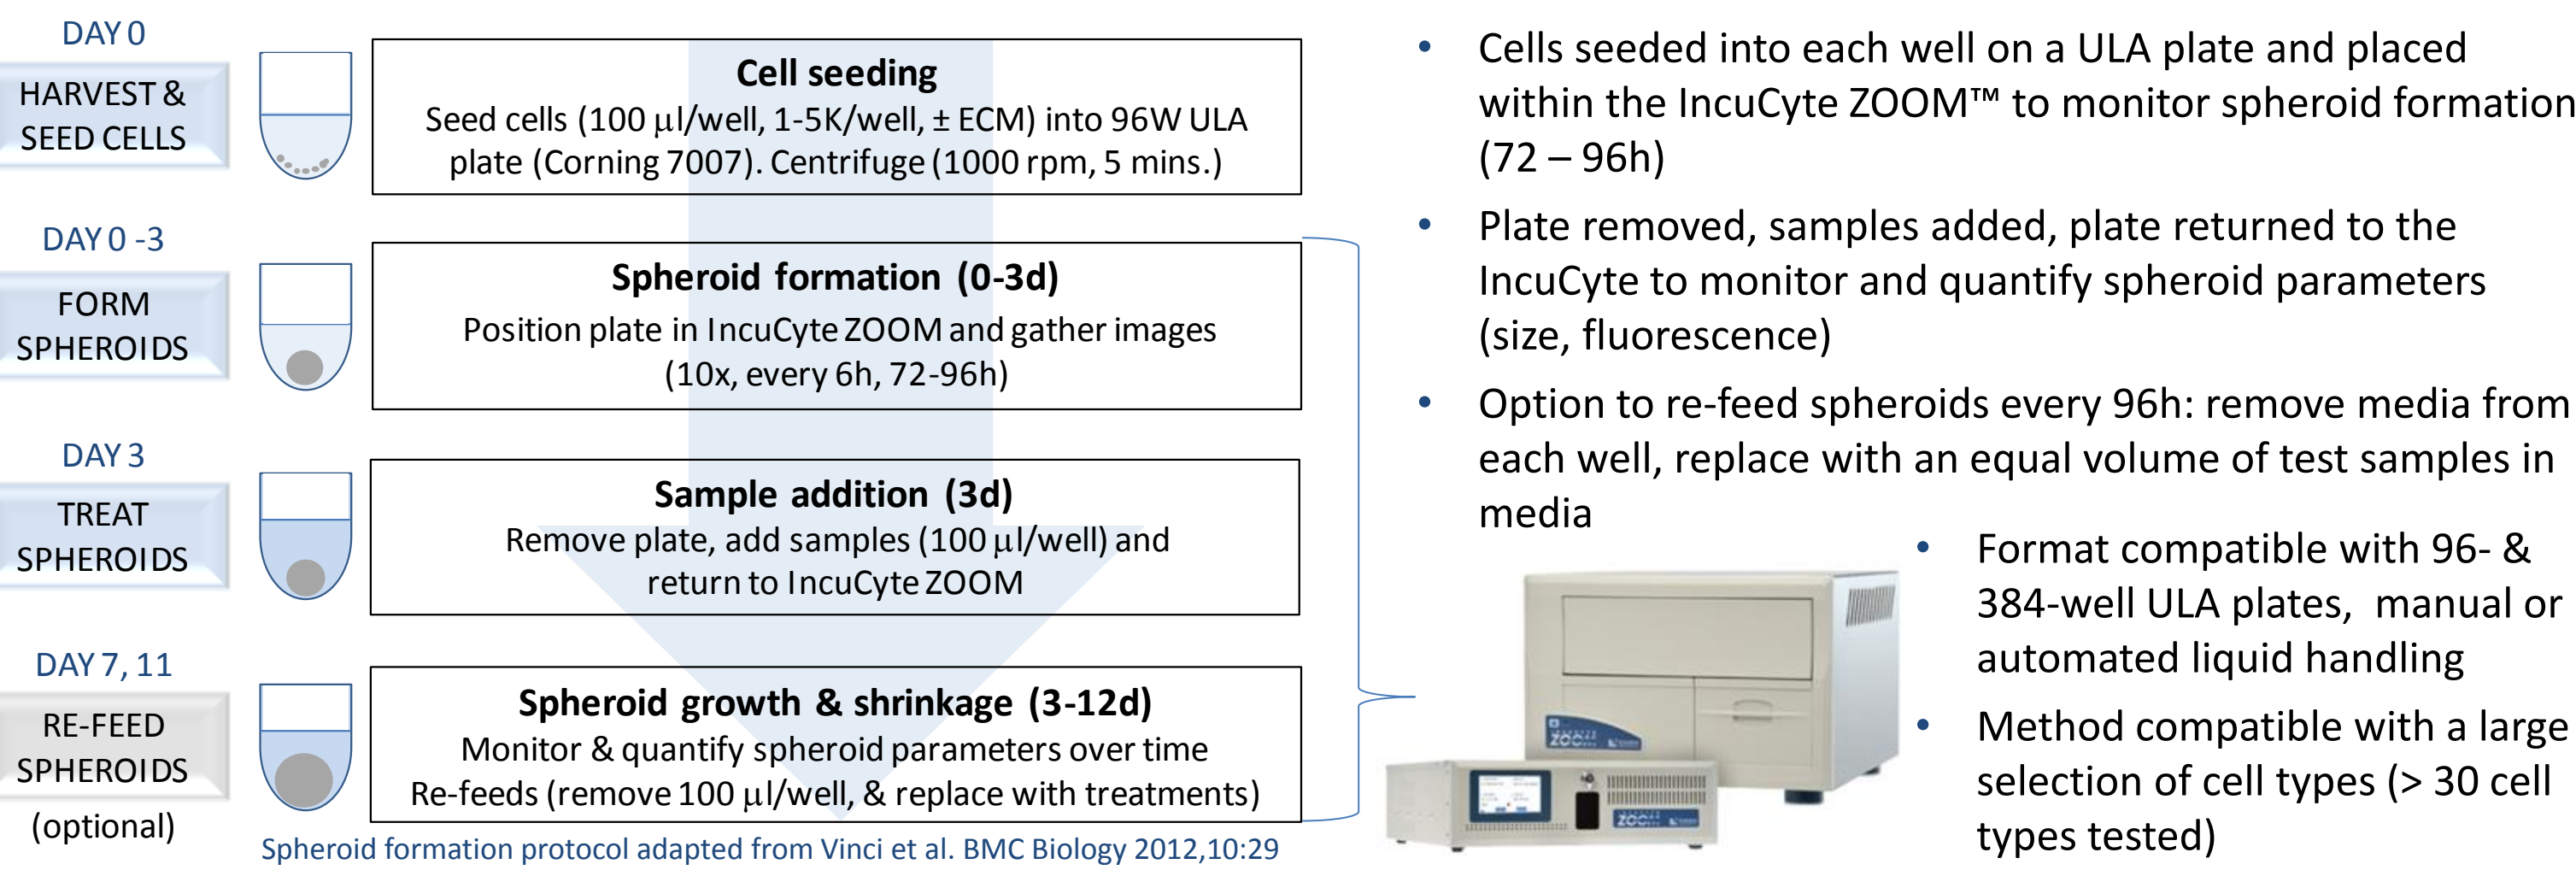 DAY 0
HARVEST &
SEED CELLS
Cell seeding
Seed cells (100 μl/well, 1-5K/well, ± ECM) into 96W ULA
plate (Corning 7007). Centrifuge (1000 rpm, 5 mins.)
DAY 0 -3
FORM
SPHEROIDS
Spheroid formation (0-3d)
Position plate in IncuCyte ZOOM and gather images
(10x, every 6h, 72-96h)
DAY 3
TREAT
SPHEROIDS
Sample addition (3d)
Remove plate, add samples (100 μl/well) and
return to IncuCyte ZOOM
DAY 7, 11
RE-FEED
SPHEROIDS
(optional)
Spheroid growth & shrinkage (3-12d)
Monitor & quantify spheroid parameters over time
Re-feeds (remove 100 μl/well, & replace with treatments)
Spheroid formation protocol adapted from Vinci et al. BMC Biology 2012,10:29
• Cells seeded into each well on a ULA plate and placed
within the IncuCyte ZOOM™ to monitor spheroid formation
(72 – 96h)
• Plate removed, samples added, plate returned to the
IncuCyte to monitor and quantify spheroid parameters
(size, fluorescence)
• Option to re-feed spheroids every 96h: remove media from
each well, replace with an equal volume of test samples in
media
• Format compatible with 96- &
384-well ULA plates, manual or
automated liquid handling
• Method compatible with a large
selection of cell types (> 30 cell
types tested)
ZOOM
ZOOM